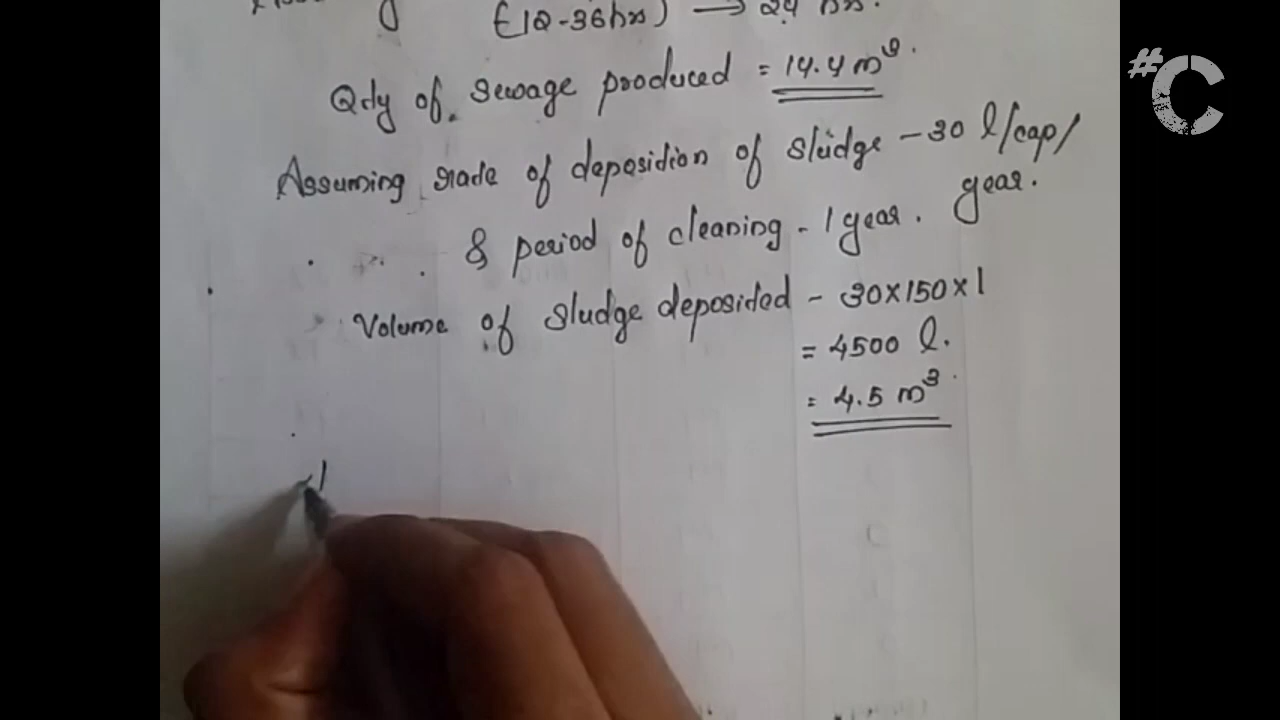 (12-36hrs) → 24 hrs.
Qty of sewage produced = 14.4 m³.
Assuming rate of deposition of sludge - 30 l/cap/
year.
& period of cleaning - 1 year.
Volume of sludge deposited - 30×150×1
= 4500 l.
= 4.5 m³.
#C